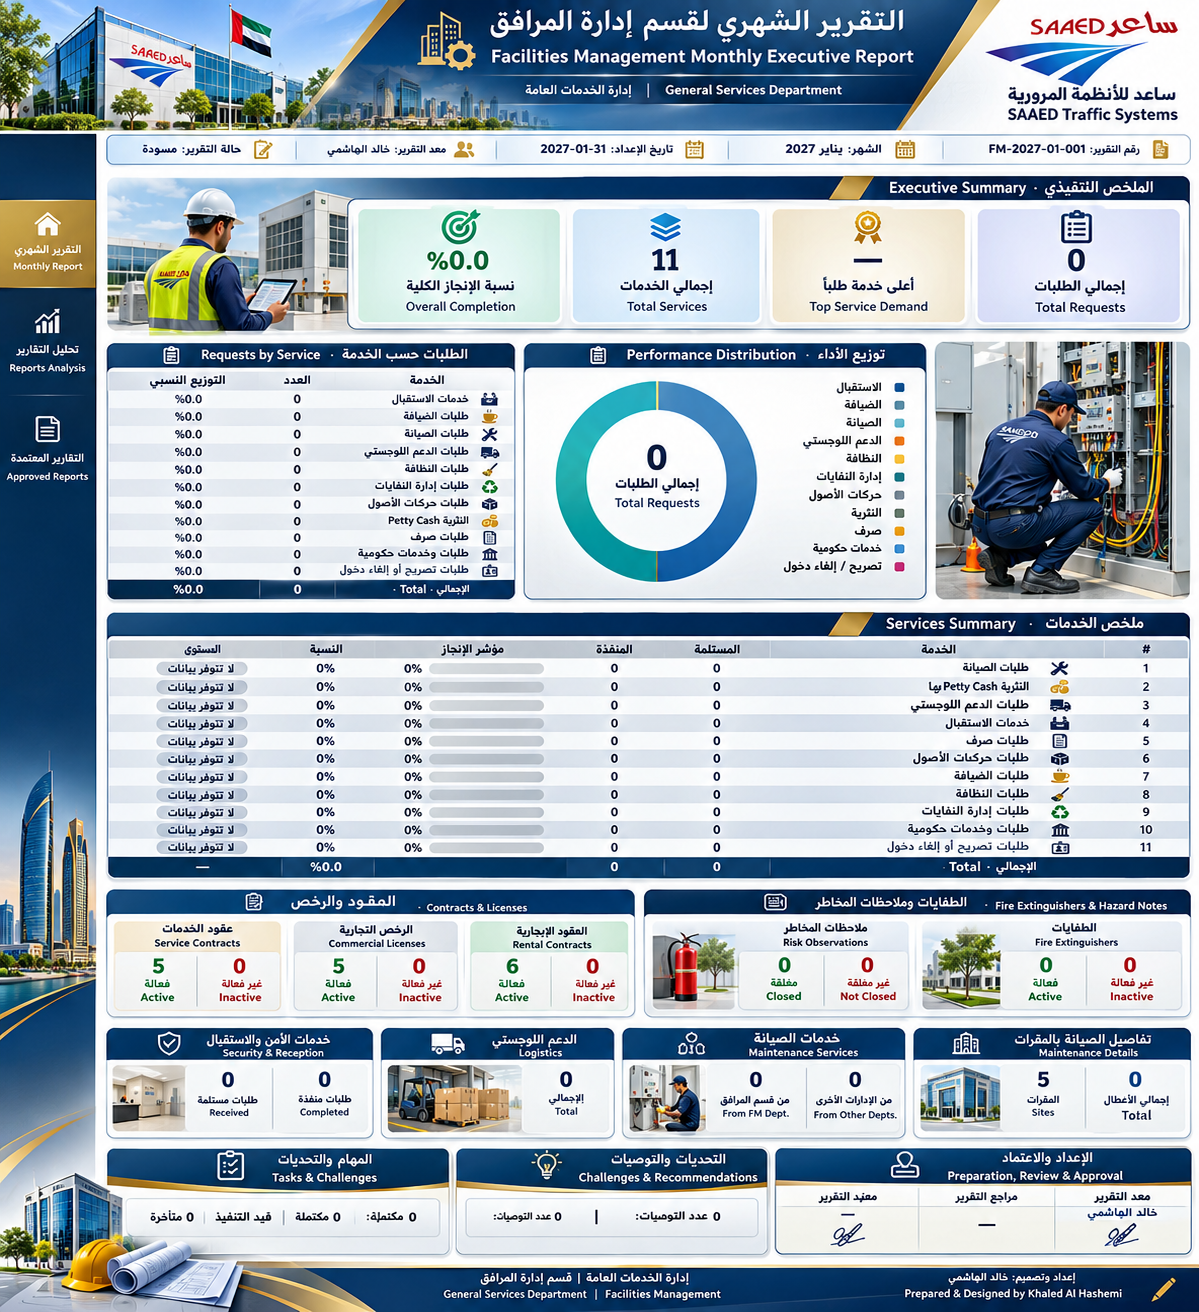 SAAED ساعد
التقرير الشهري لقسم إدارة المرافق
Facilities Management Monthly Executive Report
إدارة الخدمات العامة | General Services Department
SAAED ساعد
ساعد للأنظمة المرورية
SAAED Traffic Systems
رقم التقرير: FM-2027-01-001
الشهر: يناير 2027
تاريخ الإعداد: 2027-01-31
معد التقرير: خالد الهاشمي
حالة التقرير: مسودة
التقرير الشهري
Monthly Report
تحليل التقارير
Reports Analysis
التقارير المعتمدة
Approved Reports
الملخص التنفيذي · Executive Summary
0
إجمالي الطلبات
Total Requests
—
أعلى خدمة طلباً
Top Service Demand
11
إجمالي الخدمات
Total Services
%0.0
نسبة الإنجاز الكلية
Overall Completion
توزيع الأداء · Performance Distribution
الاستقبال
الضيافة
الصيانة
الدعم اللوجستي
النظافة
إدارة النفايات
حركات الأصول
النثرية
صرف
خدمات حكومية
تصريح / إلغاء دخول
0
إجمالي الطلبات
Total Requests
الطلبات حسب الخدمة · Requests by Service
الخدمة العدد التوزيع النسبي
خدمات الاستقبال 0 %0.0
طلبات الضيافة 0 %0.0
طلبات الصيانة 0 %0.0
طلبات الدعم اللوجستي 0 %0.0
طلبات النظافة 0 %0.0
طلبات إدارة النفايات 0 %0.0
طلبات حركات الأصول 0 %0.0
النثرية Petty Cash 0 %0.0
طلبات صرف 0 %0.0
طلبات وخدمات حكومية 0 %0.0
طلبات تصريح أو إلغاء دخول 0 %0.0
الإجمالي · Total · 0 %0.0
ملخص الخدمات · Services Summary
# الخدمة المستلمة المنفذة مؤشر الإنجاز النسبة المستوى
1 طلبات الصيانة 0 0 0% 0% لا تتوفر بيانات
2 النثرية Petty Cash 0 0 0% 0% لا تتوفر بيانات
3 طلبات الدعم اللوجستي 0 0 0% 0% لا تتوفر بيانات
4 خدمات الاستقبال 0 0 0% 0% لا تتوفر بيانات
5 طلبات صرف 0 0 0% 0% لا تتوفر بيانات
6 طلبات حركات الأصول 0 0 0% 0% لا تتوفر بيانات
7 طلبات الضيافة 0 0 0% 0% لا تتوفر بيانات
8 طلبات النظافة 0 0 0% 0% لا تتوفر بيانات
9 طلبات إدارة النفايات 0 0 0% 0% لا تتوفر بيانات
10 طلبات وخدمات حكومية 0 0 0% 0% لا تتوفر بيانات
11 طلبات تصريح أو إلغاء دخول 0 0 0% 0% لا تتوفر بيانات
الإجمالي · Total · 0 0 %0.0 —
الطفايات وملاحظات المخاطر · Fire Extinguishers & Hazard Notes
الطفايات
Fire Extinguishers
0 0
فعالة غير فعالة
Active Inactive
ملاحظات المخاطر
Risk Observations
0 0
مغلقة غير مغلقة
Closed Not Closed
العقود والرخص · Contracts & Licenses
العقود الإيجارية
Rental Contracts
6 0
فعالة غير فعالة
Active Inactive
الرخص التجارية
Commercial Licenses
5 0
فعالة غير فعالة
Active Inactive
عقود الخدمات
Service Contracts
5 0
فعالة غير فعالة
Active Inactive
تفاصيل الصيانة بالمقرات
Maintenance Details
5 0
المقرات إجمالي الأعطال
Sites Total
خدمات الصيانة
Maintenance Services
0 0
من قسم المرافق من الإدارات الأخرى
From FM Dept. From Other Depts.
الدعم اللوجستي
Logistics
0
الإجمالي
Total
خدمات الأمن والاستقبال
Security & Reception
0 0
طلبات مستلمة طلبات منفذة
Received Completed
الإعداد والاعتماد
Preparation, Review & Approval
معد التقرير مراجع التقرير التقرير
خالد الهاشمي — —
التحديات والتوصيات
Challenges & Recommendations
0 عدد التوصيات: | 0 عدد التوصيات:
المهام والتحديات
Tasks & Challenges
0 مكتملة: 0 مكتملة | قيد التنفيذ | 0 متأخرة
إعداد وتصميم: خالد الهاشمي
Prepared & Designed by Khaled Al Hashemi
إدارة الخدمات العامة | قسم إدارة المرافق
General Services Department | Facilities Management